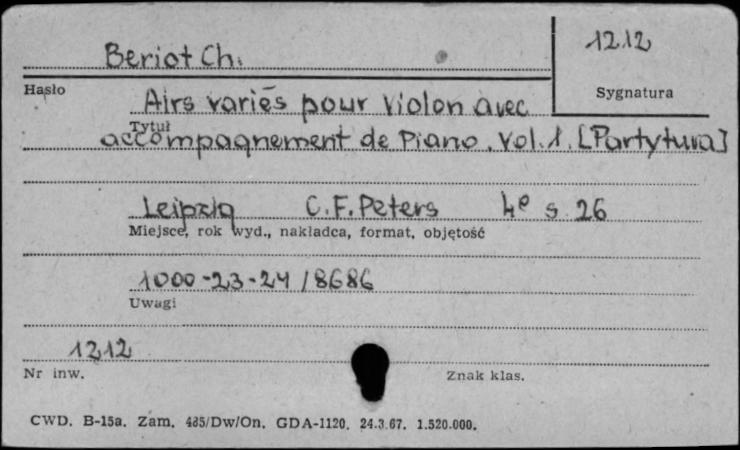 Beriot Ch. 1212
Hasło Sygnatura
Airs variés pour Violon avec
Tytuł
accompagnement de Piano. Vol. 1. [Partytura]
Leipzig C. F. Peters 4º s 26
Miejsce, rok wyd., nakładca, format, objętość
1000-23-24/8686
Uwagi
1212
Nr inw. Znak klas.
CWD. B-15a. Zam. 485/Dw/On. GDA-1120. 24.3.67. 1.520.000.